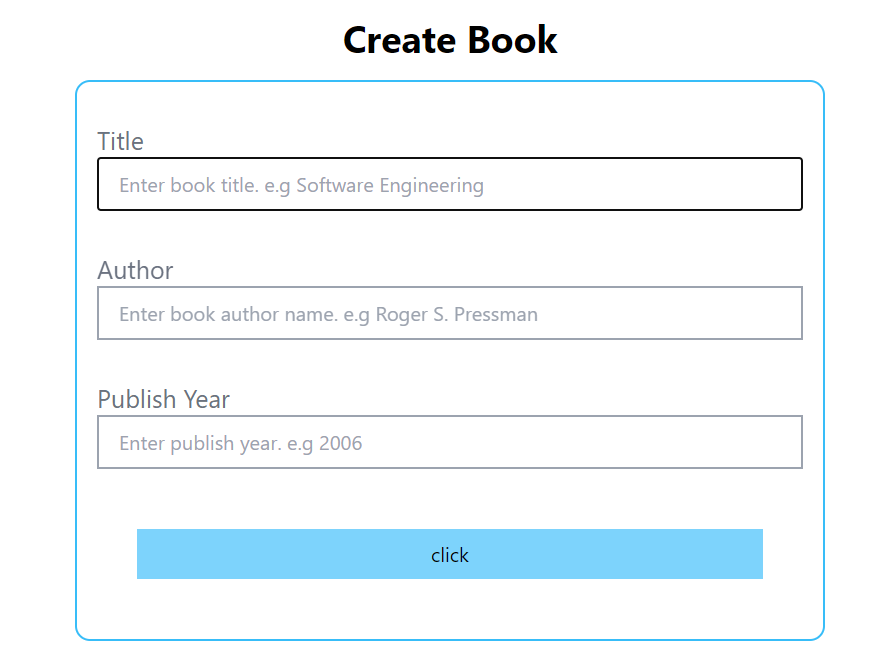 Create Book
Title
Enter book title. e.g Software Engineering
Author
Enter book author name. e.g Roger S. Pressman
Publish Year
Enter publish year. e.g 2006
click